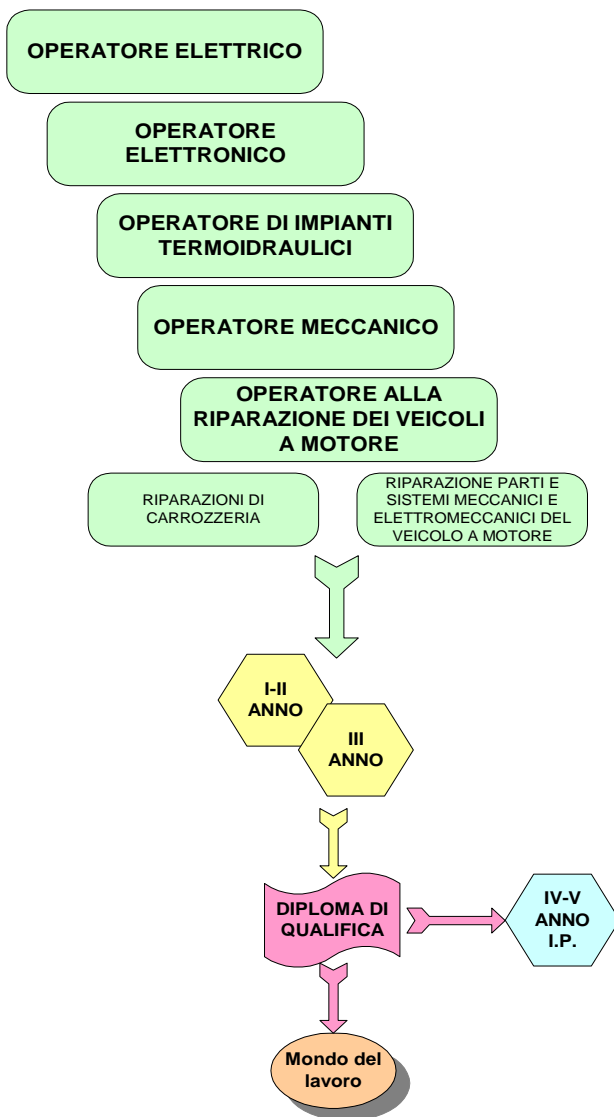 OPERATORE ELETTRICO
OPERATORE
ELETTRONICO
OPERATORE DI IMPIANTI
TERMOIDRAULICI
OPERATORE MECCANICO
OPERATORE ALLA
RIPARAZIONE DEI VEICOLI
A MOTORE
RIPARAZIONI DI
CARROZZERIA
RIPARAZIONE PARTI E
SISTEMI MECCANICI E
ELETTROMECCANICI DEL
VEICOLO A MOTORE
I-II
ANNO
III
ANNO
DIPLOMA DI
QUALIFICA
IV-V
ANNO
I.P.
Mondo del
lavoro